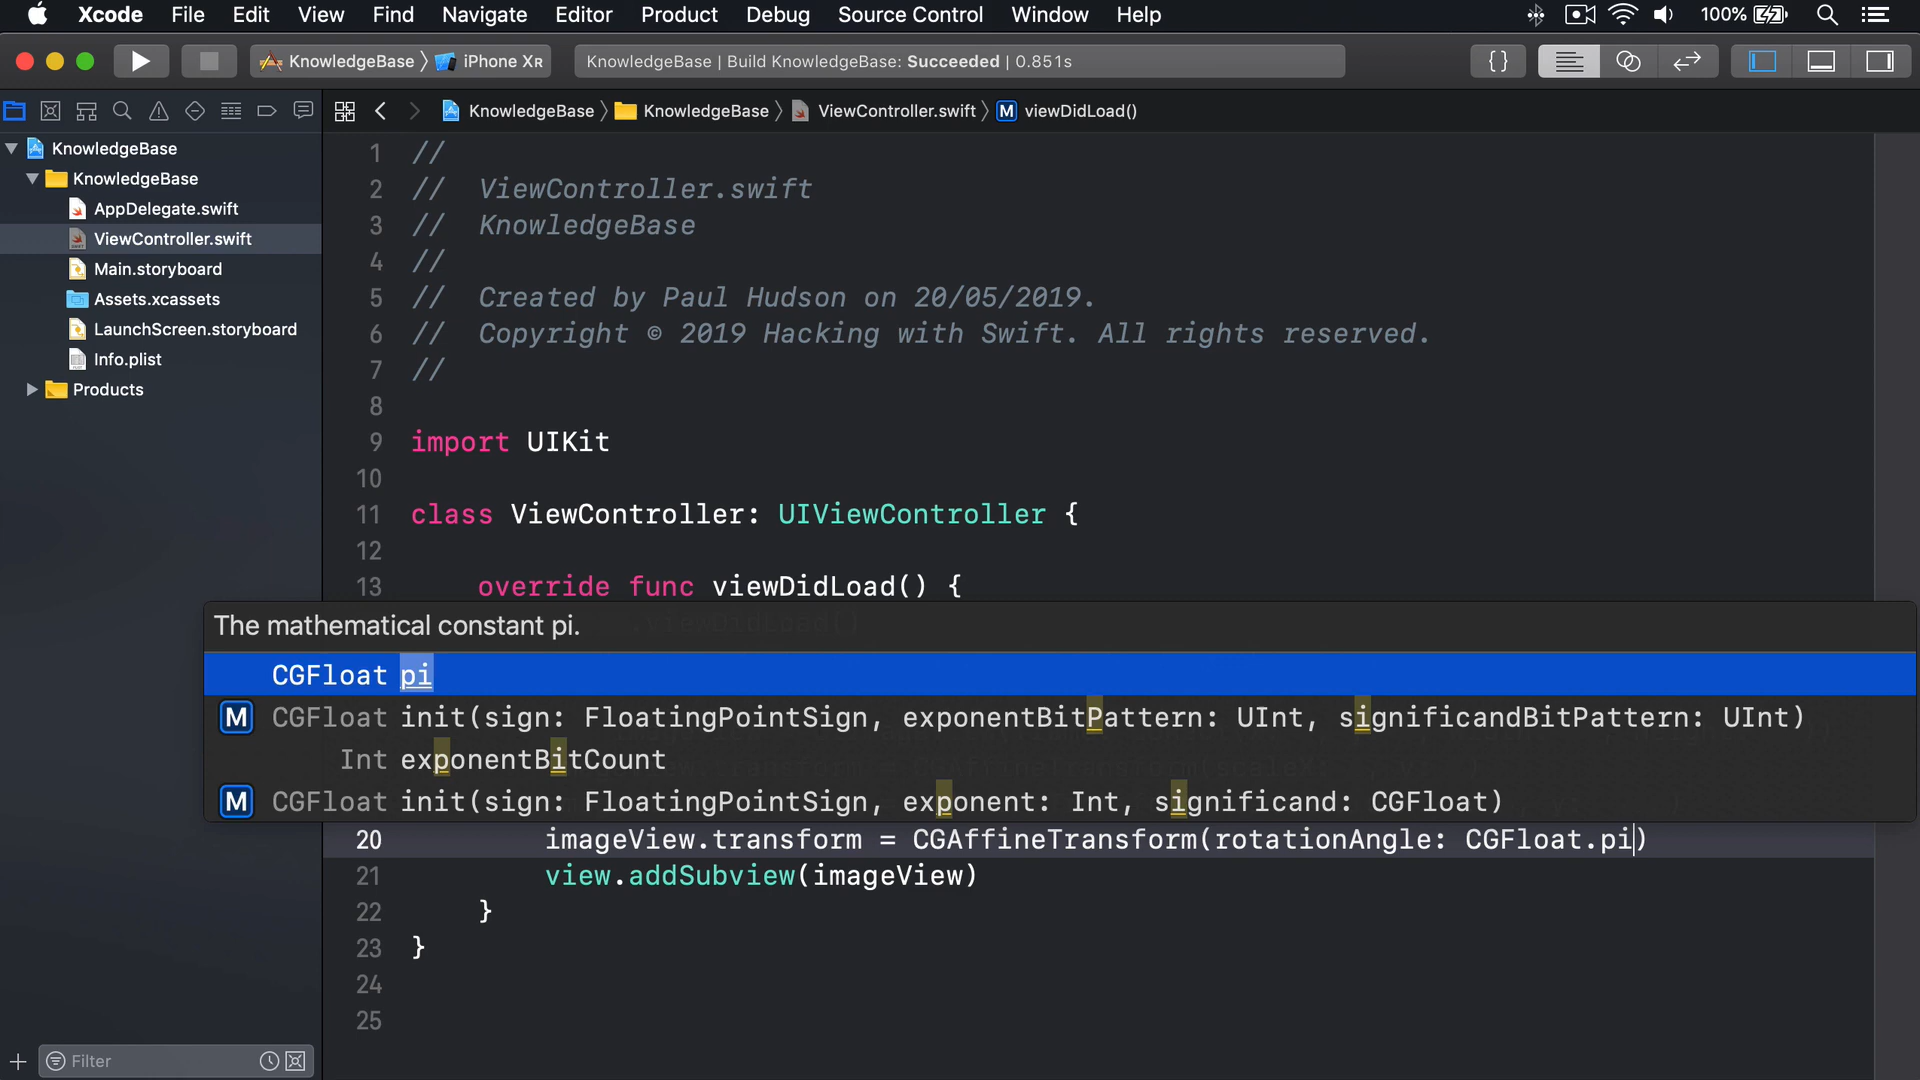 Xcode File Edit View Find Navigate Editor Product Debug Source Control Window Help 100%
KnowledgeBase 〉 iPhone XR KnowledgeBase | Build KnowledgeBase: Succeeded | 0.851s {}
KnowledgeBase 〉 KnowledgeBase 〉 ViewController.swift 〉 M viewDidLoad()
KnowledgeBase
KnowledgeBase
AppDelegate.swift
ViewController.swift
Main.storyboard
Assets.xcassets
LaunchScreen.storyboard
Info.plist
Products
Filter
1 //
2 //  ViewController.swift
3 //  KnowledgeBase
4 //
5 //  Created by Paul Hudson on 20/05/2019.
6 //  Copyright © 2019 Hacking with Swift. All rights reserved.
7 //
8
9 import UIKit
10
11 class ViewController: UIViewController {
12
13     override func viewDidLoad() {
The mathematical constant pi.
CGFloat pi
M CGFloat init(sign: FloatingPointSign, exponentBitPattern: UInt, significandBitPattern: UInt)
Int exponentBitCount
M CGFloat init(sign: FloatingPointSign, exponent: Int, significand: CGFloat)
20         imageView.transform = CGAffineTransform(rotationAngle: CGFloat.pi)
21         view.addSubview(imageView)
22     }
23 }
24
25